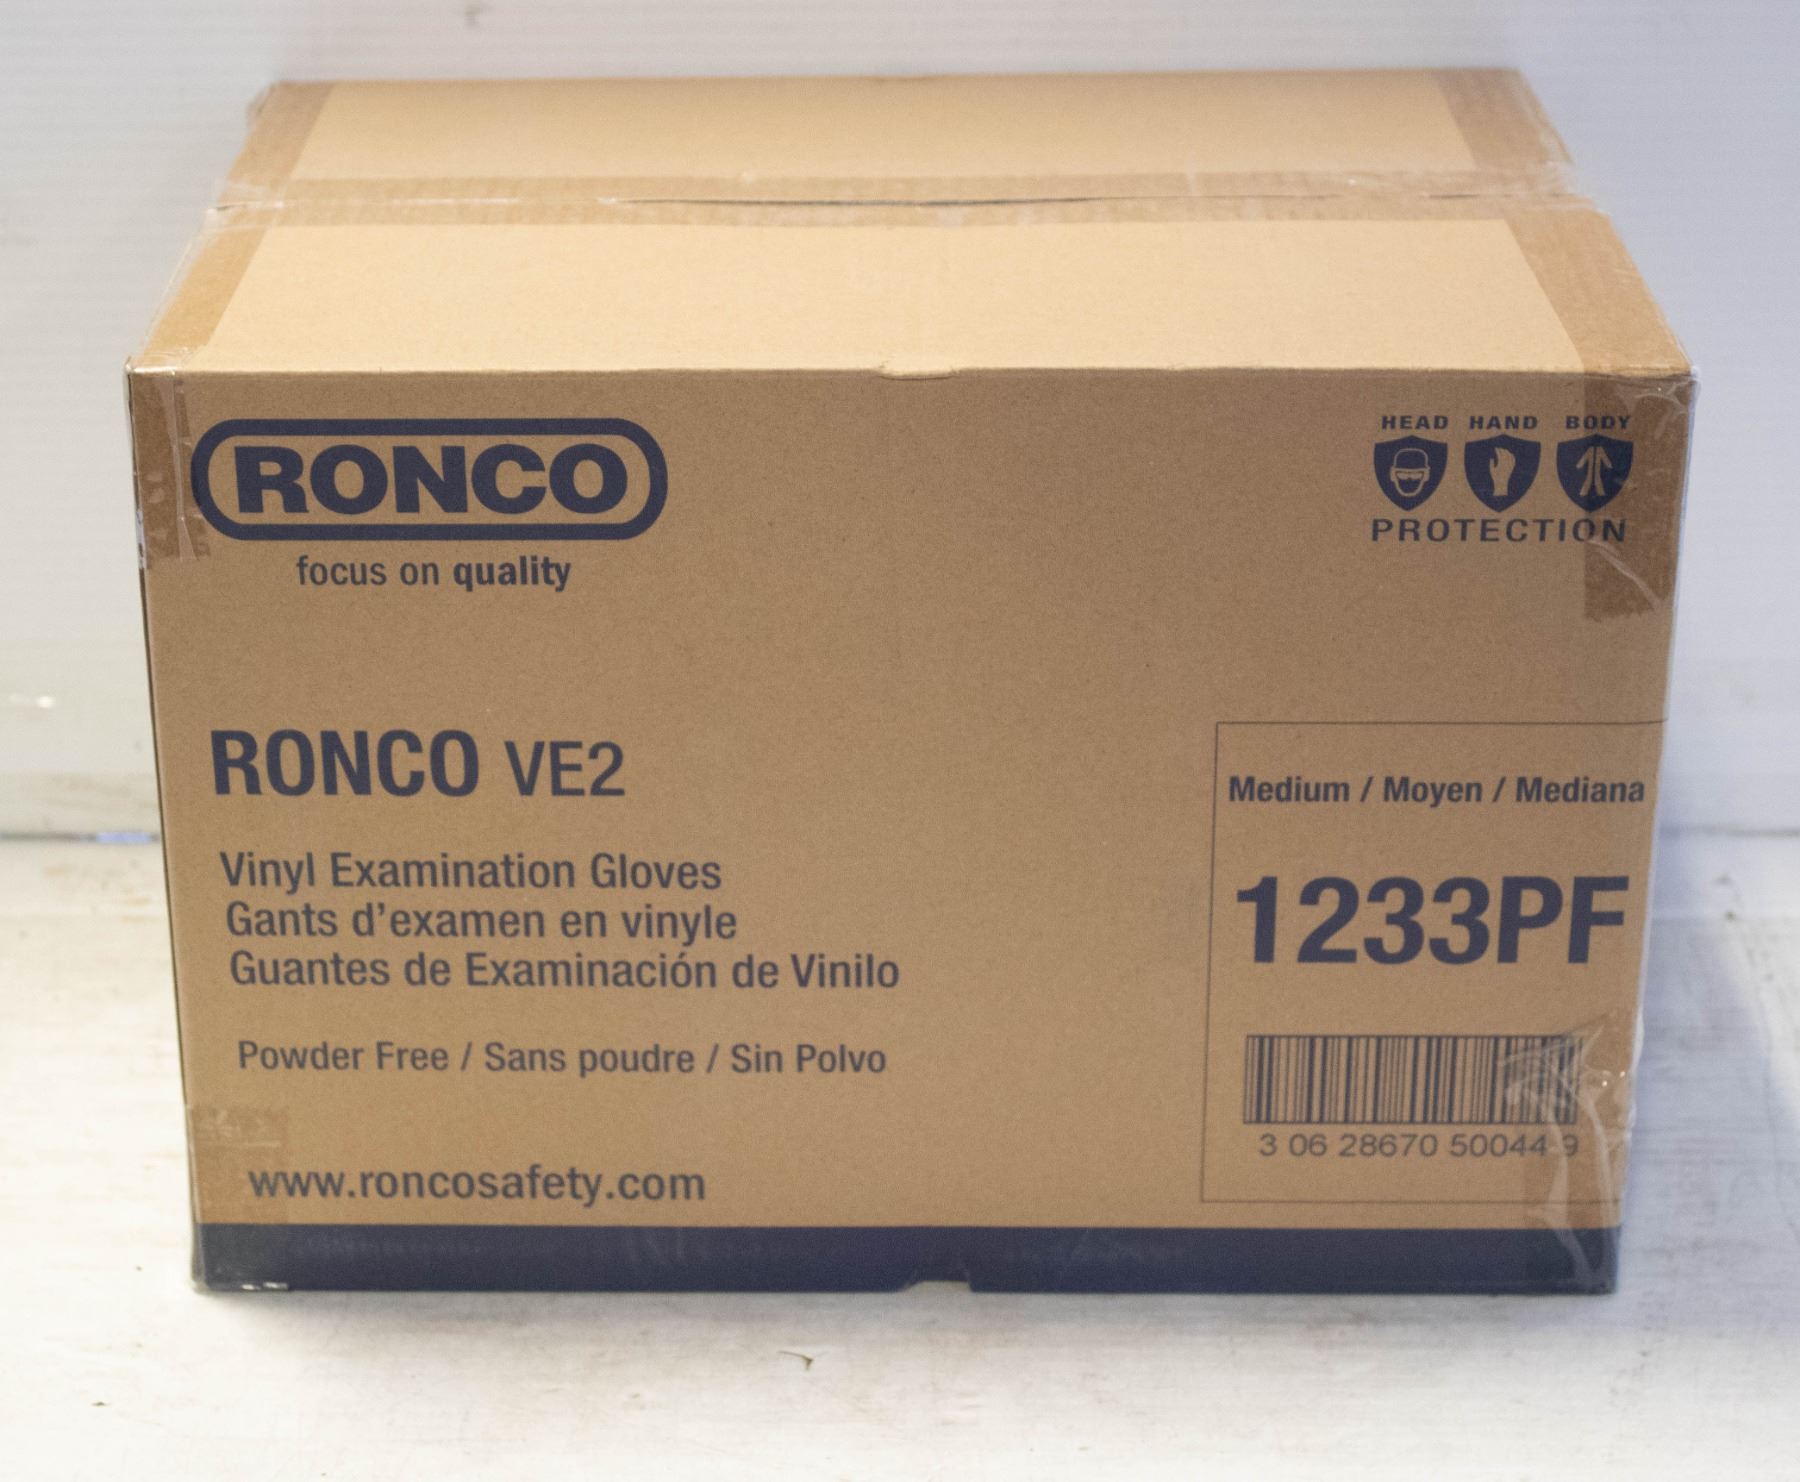 RONCO
focus on quality
HEAD HAND BODY
PROTECTION
RONCO VE2
Vinyl Examination Gloves
Gants d'examen en vinyle
Guantes de Examinación de Vinilo
Powder Free / Sans poudre / Sin Polvo
www.roncosafety.com
Medium / Moyen / Mediana
1233PF
3 06 28670 50044 9